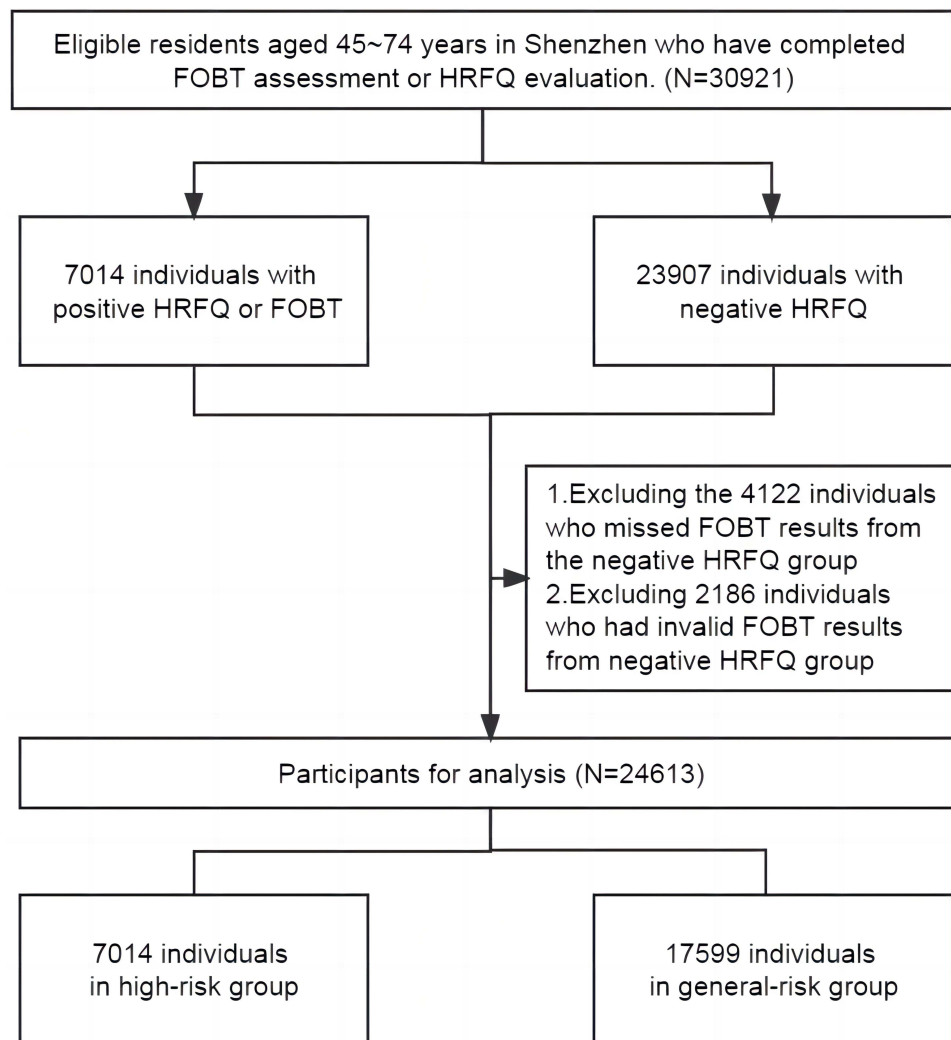 Eligible residents aged 45~74 years in Shenzhen who have completed
FOBT assessment or HRFQ evaluation. (N=30921)
7014 individuals with
positive HRFQ or FOBT
23907 individuals with
negative HRFQ
1.Excluding the 4122 individuals
who missed FOBT results from
the negative HRFQ group
2.Excluding 2186 individuals
who had invalid FOBT results
from negative HRFQ group
Participants for analysis (N=24613)
7014 individuals
in high-risk group
17599 individuals
in general-risk group